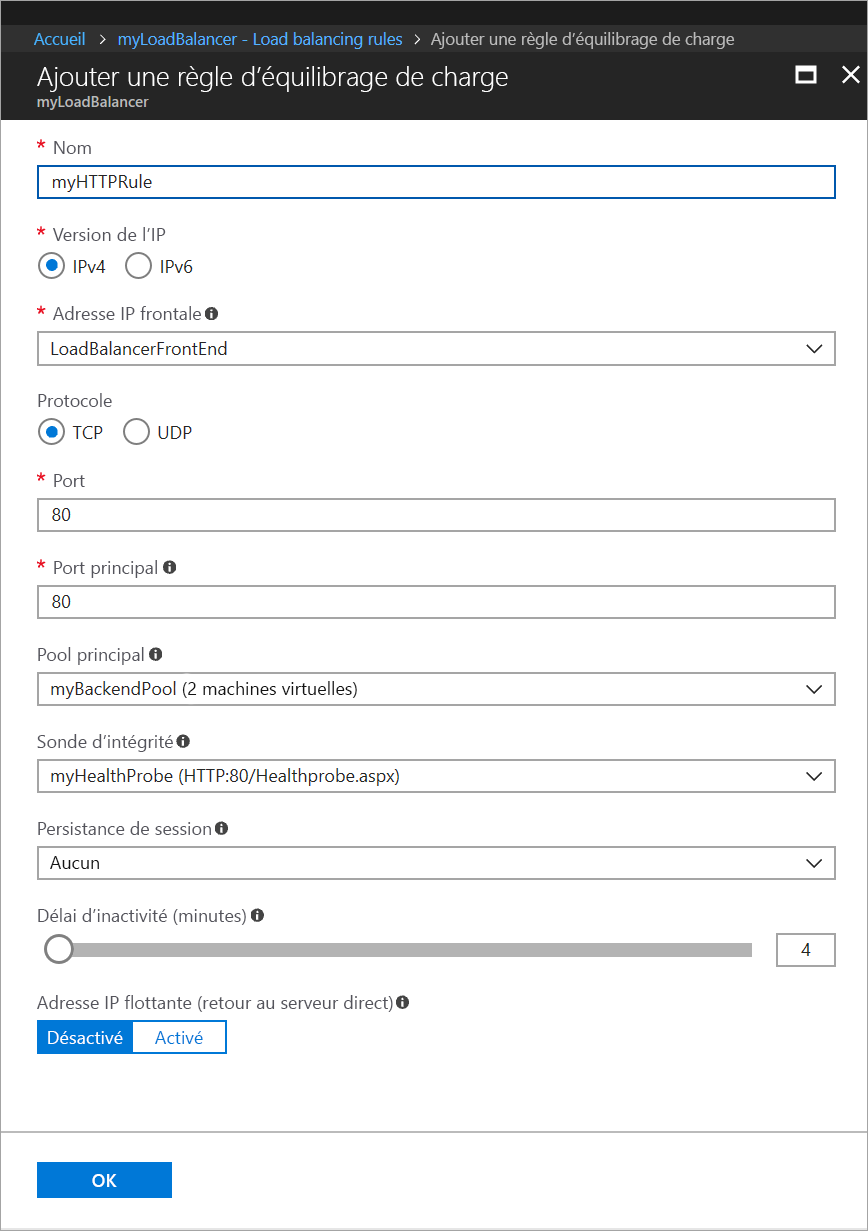 Accueil > myLoadBalancer - Load balancing rules > Ajouter une règle d’équilibrage de charge
Ajouter une règle d’équilibrage de charge
myLoadBalancer
* Nom
myHTTPRule
* Version de l’IP
IPv4 IPv6
* Adresse IP frontale
LoadBalancerFrontEnd
Protocole
TCP UDP
* Port
80
* Port principal
80
Pool principal
myBackendPool (2 machines virtuelles)
Sonde d’intégrité
myHealthProbe (HTTP:80/Healthprobe.aspx)
Persistance de session
Aucun
Délai d’inactivité (minutes)
4
Adresse IP flottante (retour au serveur direct)
Désactivé Activé
OK